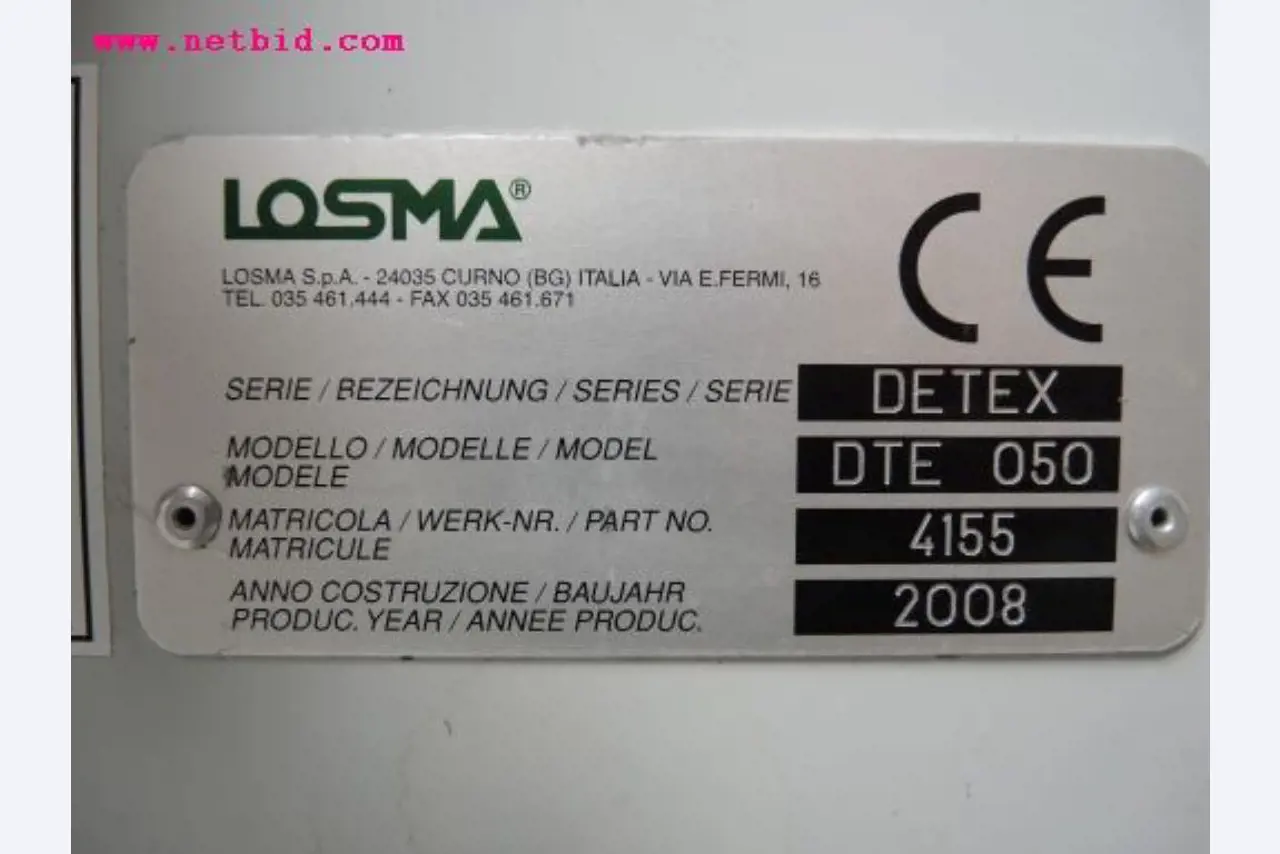 www.netbid.com
LOSMA®
LOSMA S.p.A. - 24035 CURNO (BG) ITALIA - VIA E.FERMI, 16
TEL. 035 461.444 - FAX 035 461.671
CE
SERIE / BEZEICHNUNG / SERIES / SERIE DETEX
MODELLO / MODELLE / MODEL
MODELE DTE 050
MATRICOLA / WERK-NR. / PART NO.
MATRICULE 4155
ANNO COSTRUZIONE / BAUJAHR
PRODUC. YEAR / ANNEE PRODUC. 2008